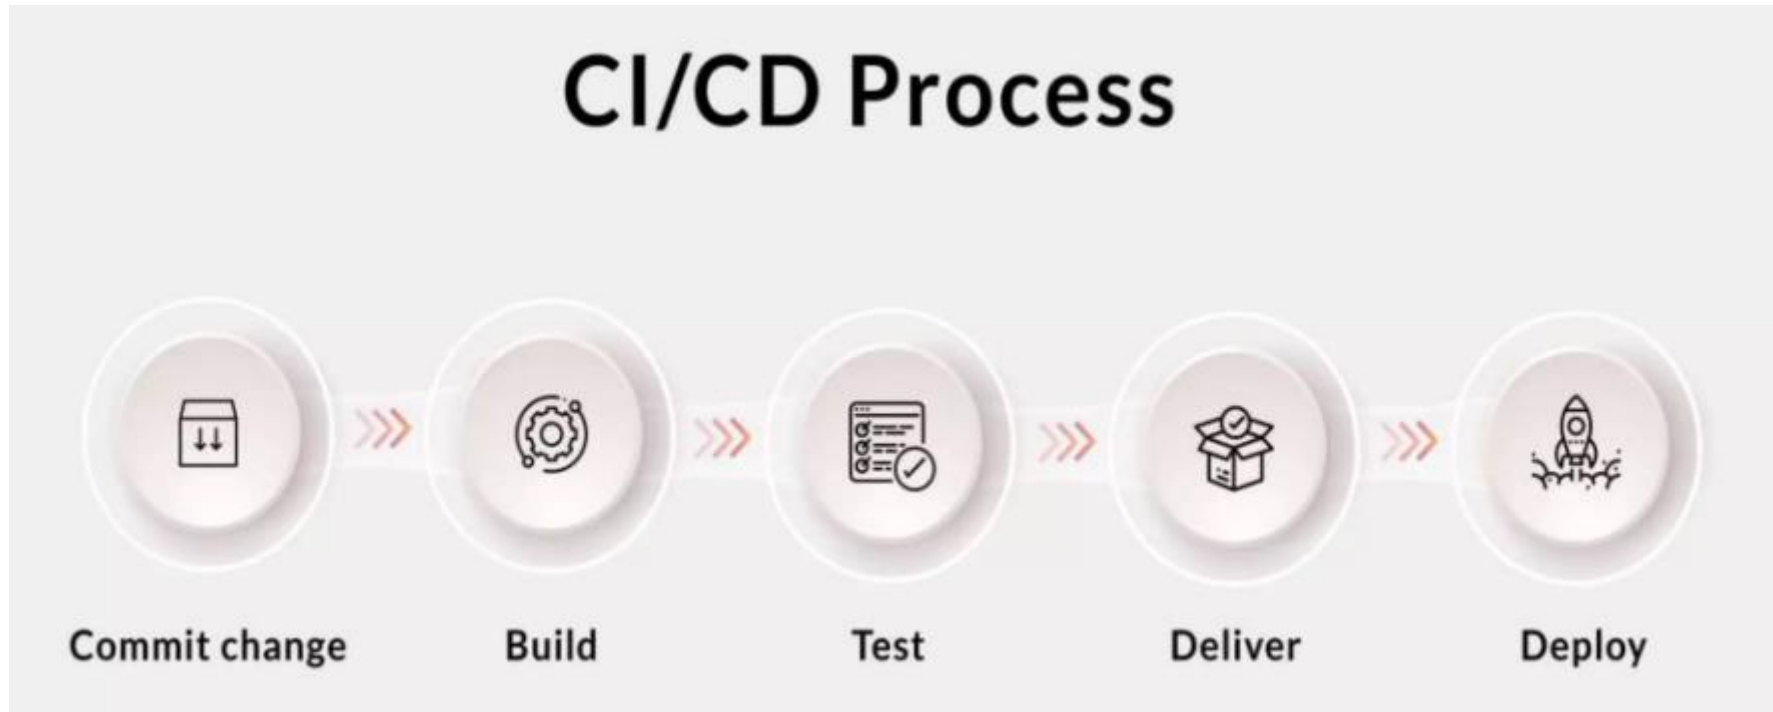 CI/CD Process
Commit change
Build
Test
Deliver
Deploy